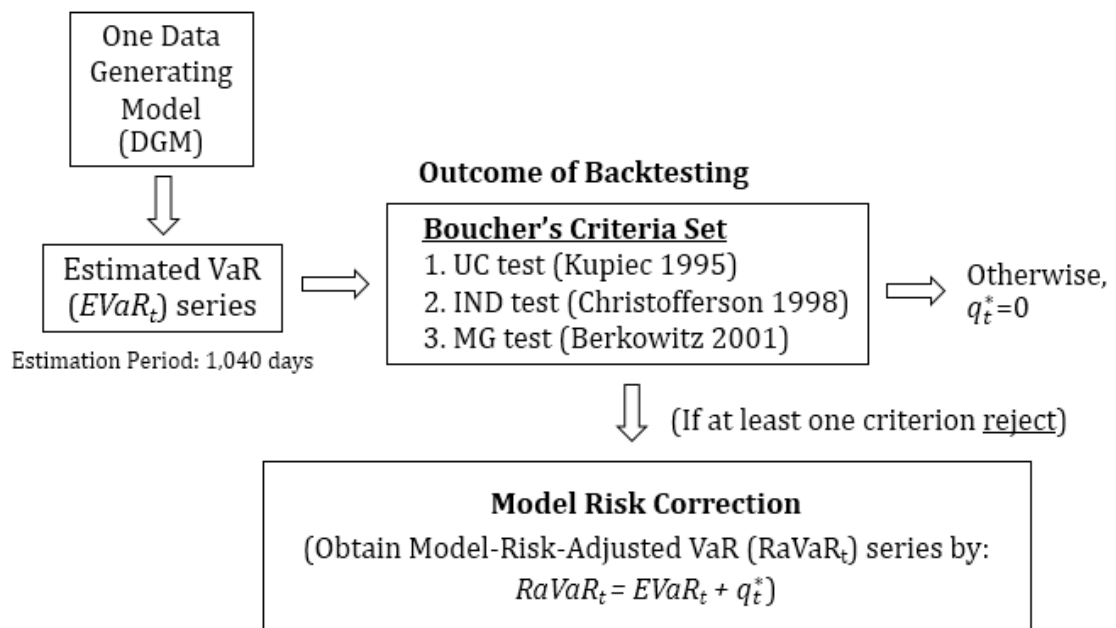 One Data
Generating
Model
(DGM)
Outcome of Backtesting
Boucher's Criteria Set
1. UC test (Kupiec 1995)
2. IND test (Christofferson 1998)
3. MG test (Berkowitz 2001)
Estimated VaR
(EVaR_t) series
Otherwise,
q_t^*=0
Estimation Period: 1,040 days
(If at least one criterion reject)
Model Risk Correction
(Obtain Model-Risk-Adjusted VaR (RaVaR_t) series by:
RaVaR_t = EVaR_t + q_t^*)